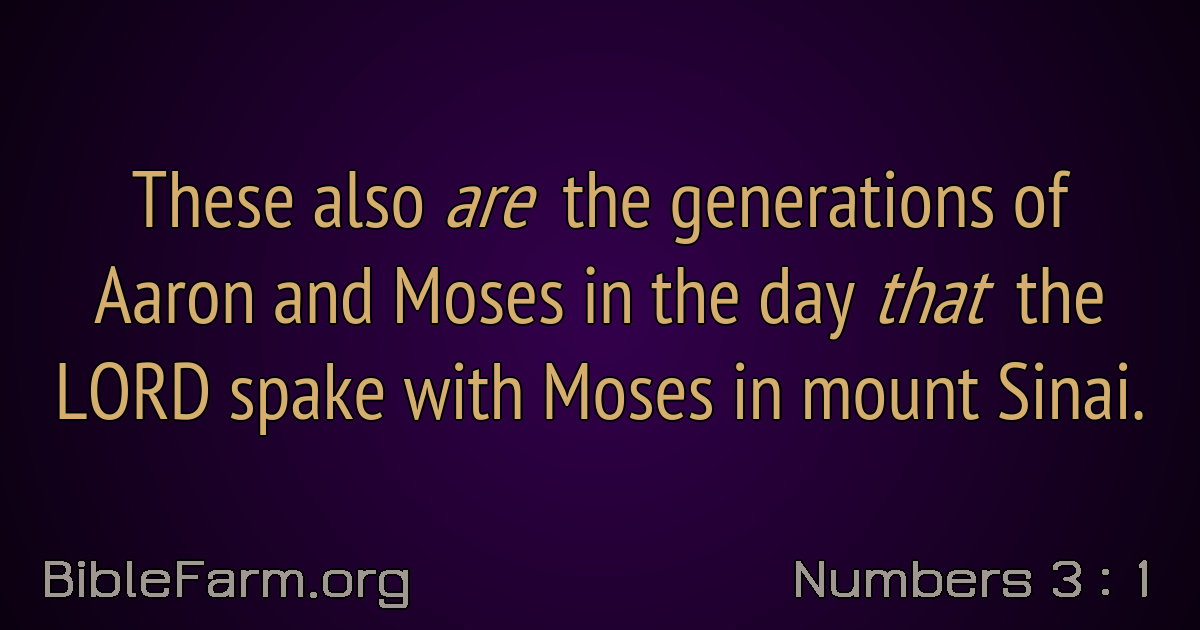 These also are the generations of
Aaron and Moses in the day that the
LORD spake with Moses in mount Sinai.
BibleFarm.org
Numbers 3 : 1